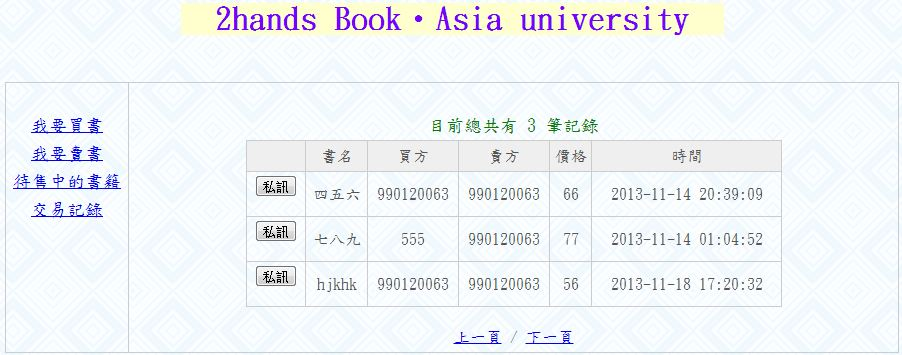 2hands Book·Asia university
我要買書
我要賣書
待售中的書籍
交易記錄
目前總共有 3 筆記錄
書名 買方 賣方 價格 時間
私訊 四五六 990120063 990120063 66 2013-11-14 20:39:09
私訊 七八九 555 990120063 77 2013-11-14 01:04:52
私訊 hjkhk 990120063 990120063 56 2013-11-18 17:20:32
上一頁 / 下一頁